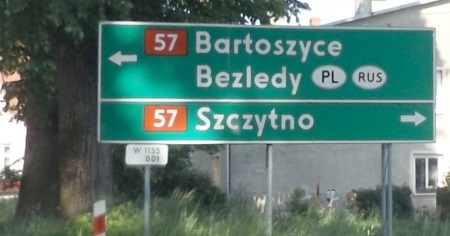 57 Bartoszyce
Bezledy PL RUS
57 Szczytno
W 1155
001